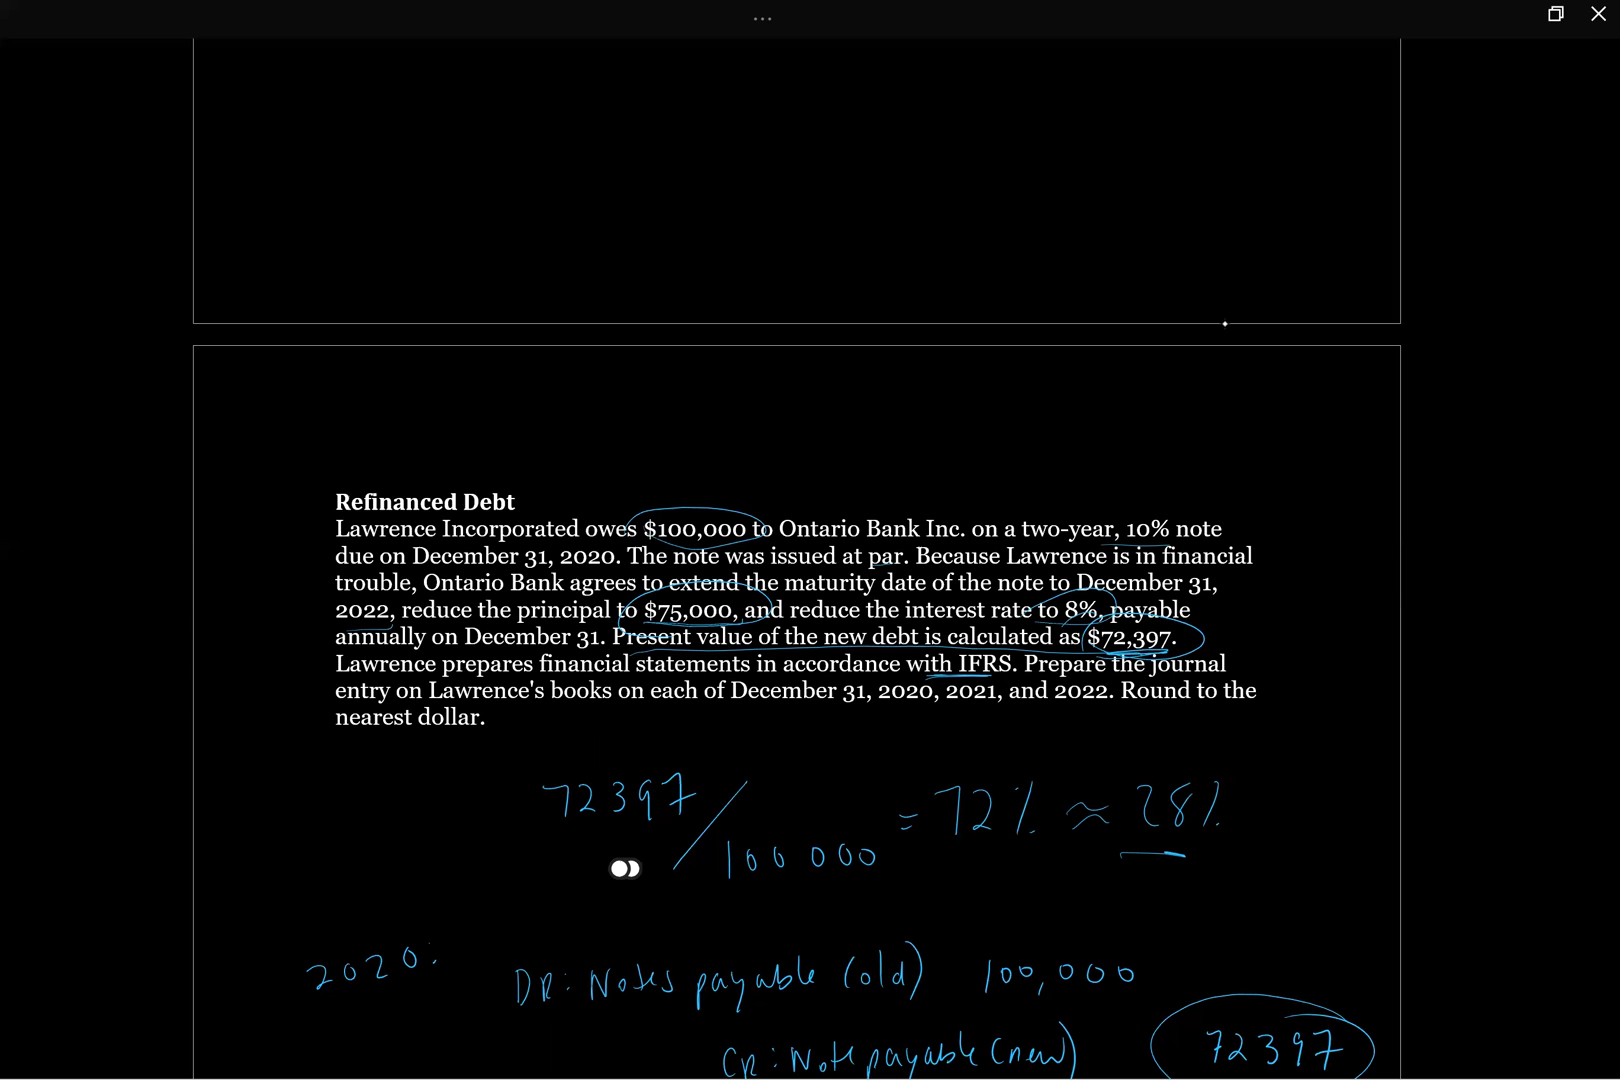 Refinanced Debt
Lawrence Incorporated owes $100,000 to Ontario Bank Inc. on a two-year, 10% note
due on December 31, 2020. The note was issued at par. Because Lawrence is in financial
trouble, Ontario Bank agrees to extend the maturity date of the note to December 31,
2022, reduce the principal to $75,000, and reduce the interest rate to 8%, payable
annually on December 31. Present value of the new debt is calculated as $72,397.
Lawrence prepares financial statements in accordance with IFRS. Prepare the journal
entry on Lawrence's books on each of December 31, 2020, 2021, and 2022. Round to the
nearest dollar.
72397 / 100 000 = 72% ≈ 28%
2020: DR: Notes payable (old) 100,000
CR: Note payable (new) 72397